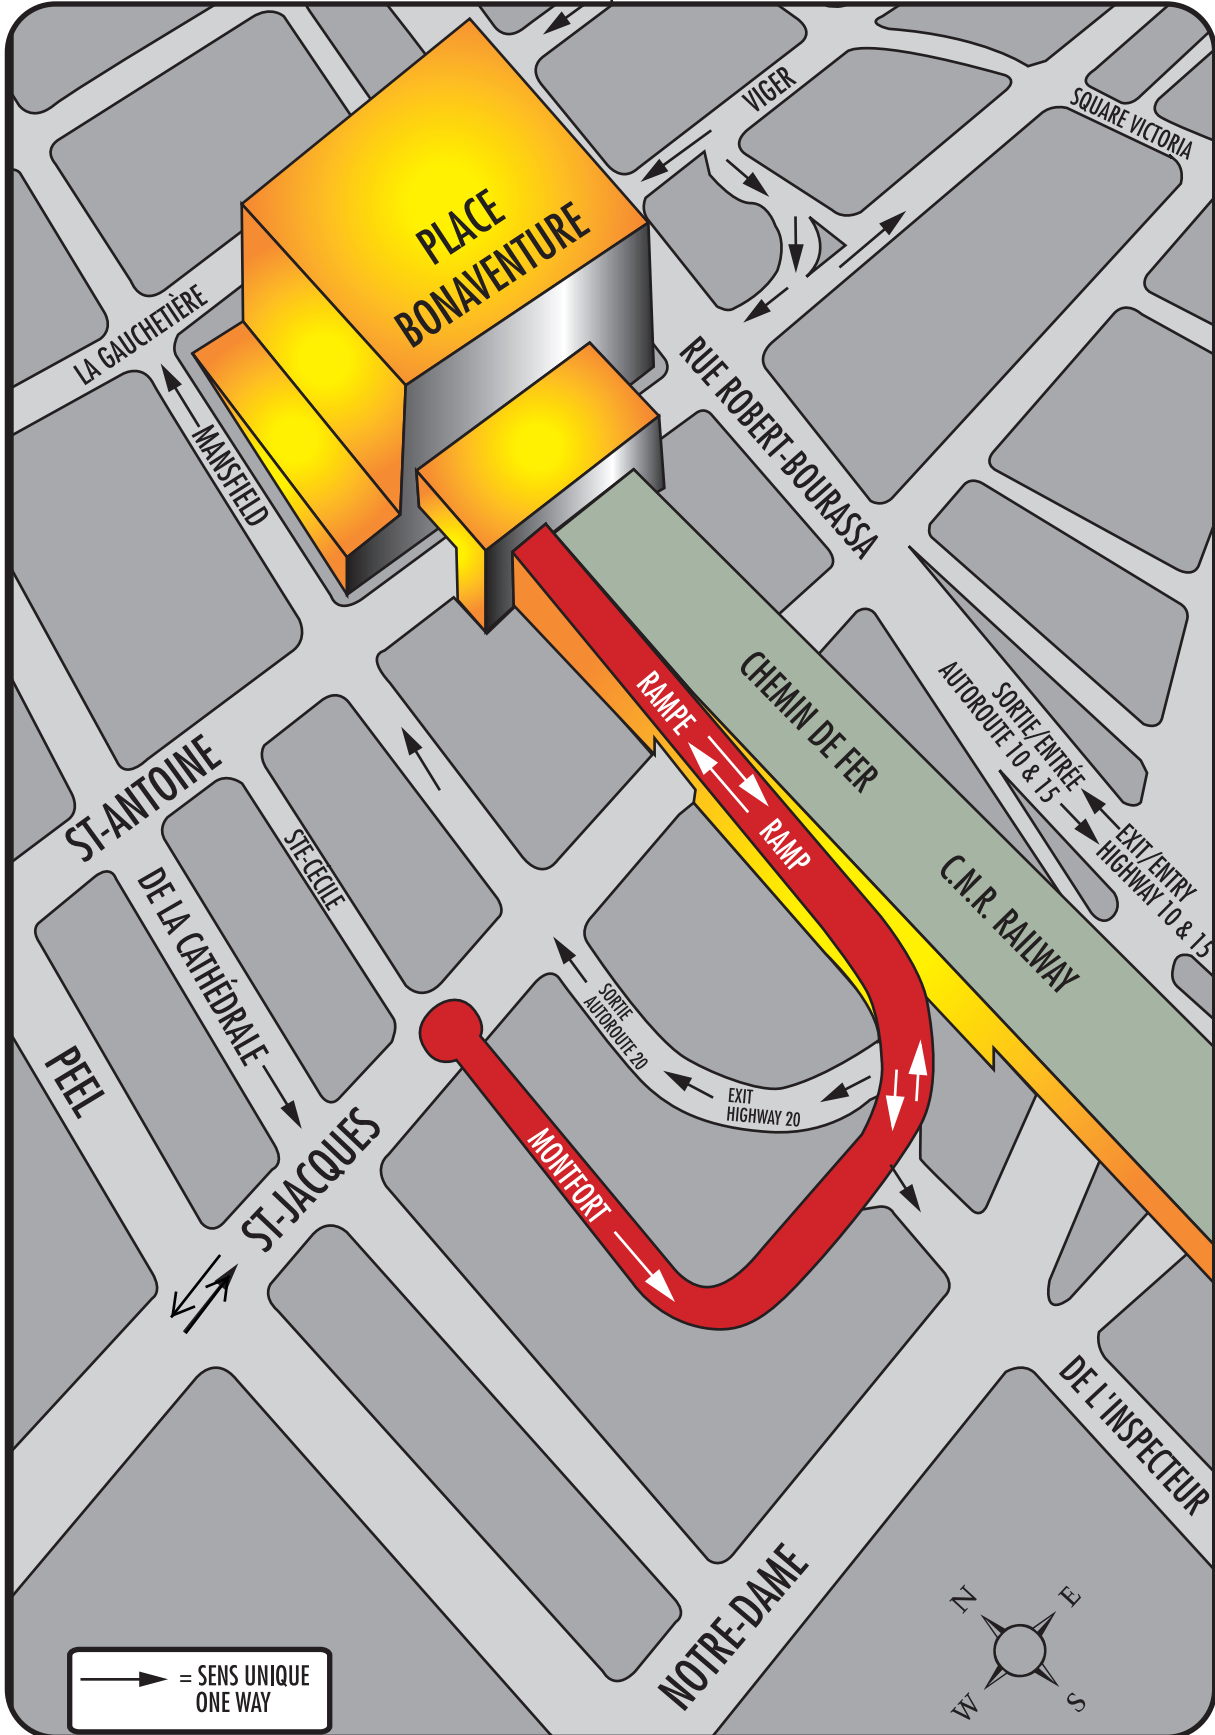 VIGER
SQUARE VICTORIA
PLACE
BONAVENTURE
LA GAUCHETIÈRE
MANSFIELD
RUE ROBERT-BOURASSA
CHEMIN DE FER
C.N.R. RAILWAY
RAMPE
RAMP
SORTIE/ENTRÉE
AUTOROUTE 10 & 15
EXIT/ENTRY
HIGHWAY 10 & 15
ST-ANTOINE
STE-CECILE
DE LA CATHÉDRALE
PEEL
ST-JACQUES
SORTIE
AUTOROUTE 20
EXIT
HIGHWAY 20
MONTFORT
DE L'INSPECTEUR
NOTRE-DAME
N
E
W
S
= SENS UNIQUE
ONE WAY